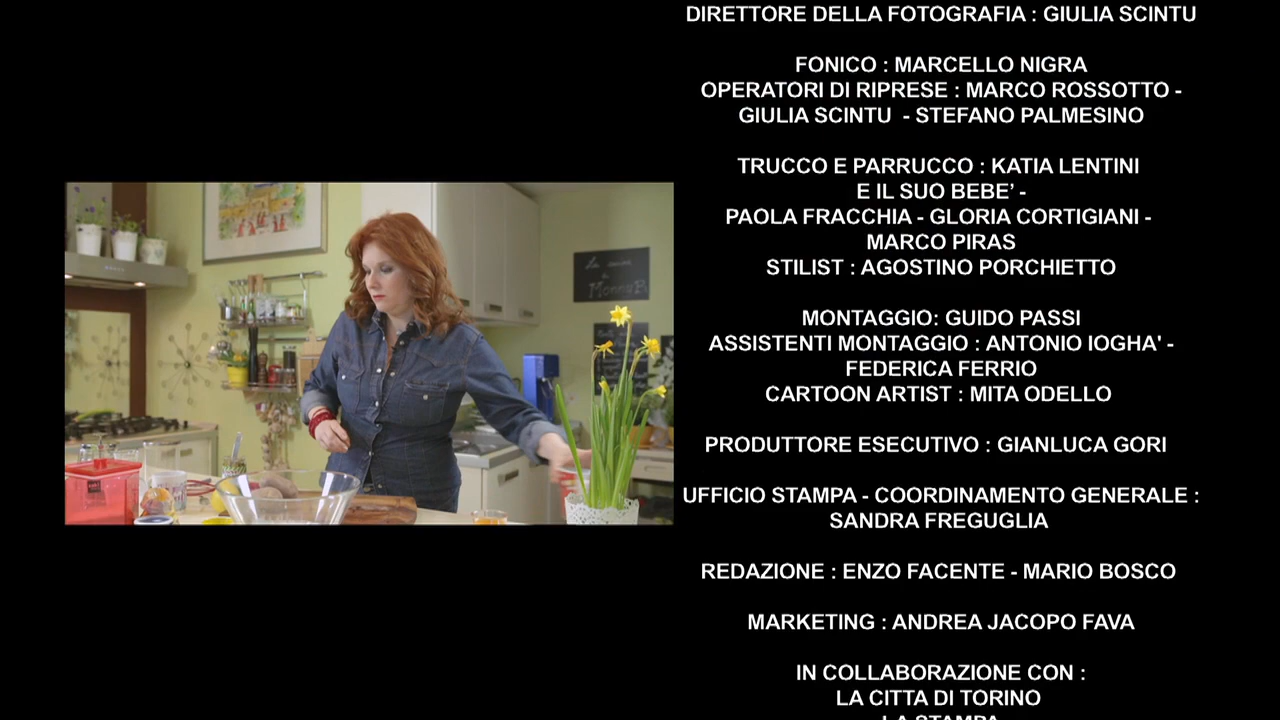 DIRETTORE DELLA FOTOGRAFIA : GIULIA SCINTU
FONICO : MARCELLO NIGRA
OPERATORI DI RIPRESE : MARCO ROSSOTTO -
GIULIA SCINTU - STEFANO PALMESINO
TRUCCO E PARRUCCO : KATIA LENTINI
E IL SUO BEBE’ -
PAOLA FRACCHIA - GLORIA CORTIGIANI -
MARCO PIRAS
STILIST : AGOSTINO PORCHIETTO
MONTAGGIO: GUIDO PASSI
ASSISTENTI MONTAGGIO : ANTONIO IOGHA' -
FEDERICA FERRIO
CARTOON ARTIST : MITA ODELLO
PRODUTTORE ESECUTIVO : GIANLUCA GORI
UFFICIO STAMPA - COORDINAMENTO GENERALE :
SANDRA FREGUGLIA
REDAZIONE : ENZO FACENTE - MARIO BOSCO
MARKETING : ANDREA JACOPO FAVA
IN COLLABORAZIONE CON :
LA CITTA DI TORINO
LA STAMPA